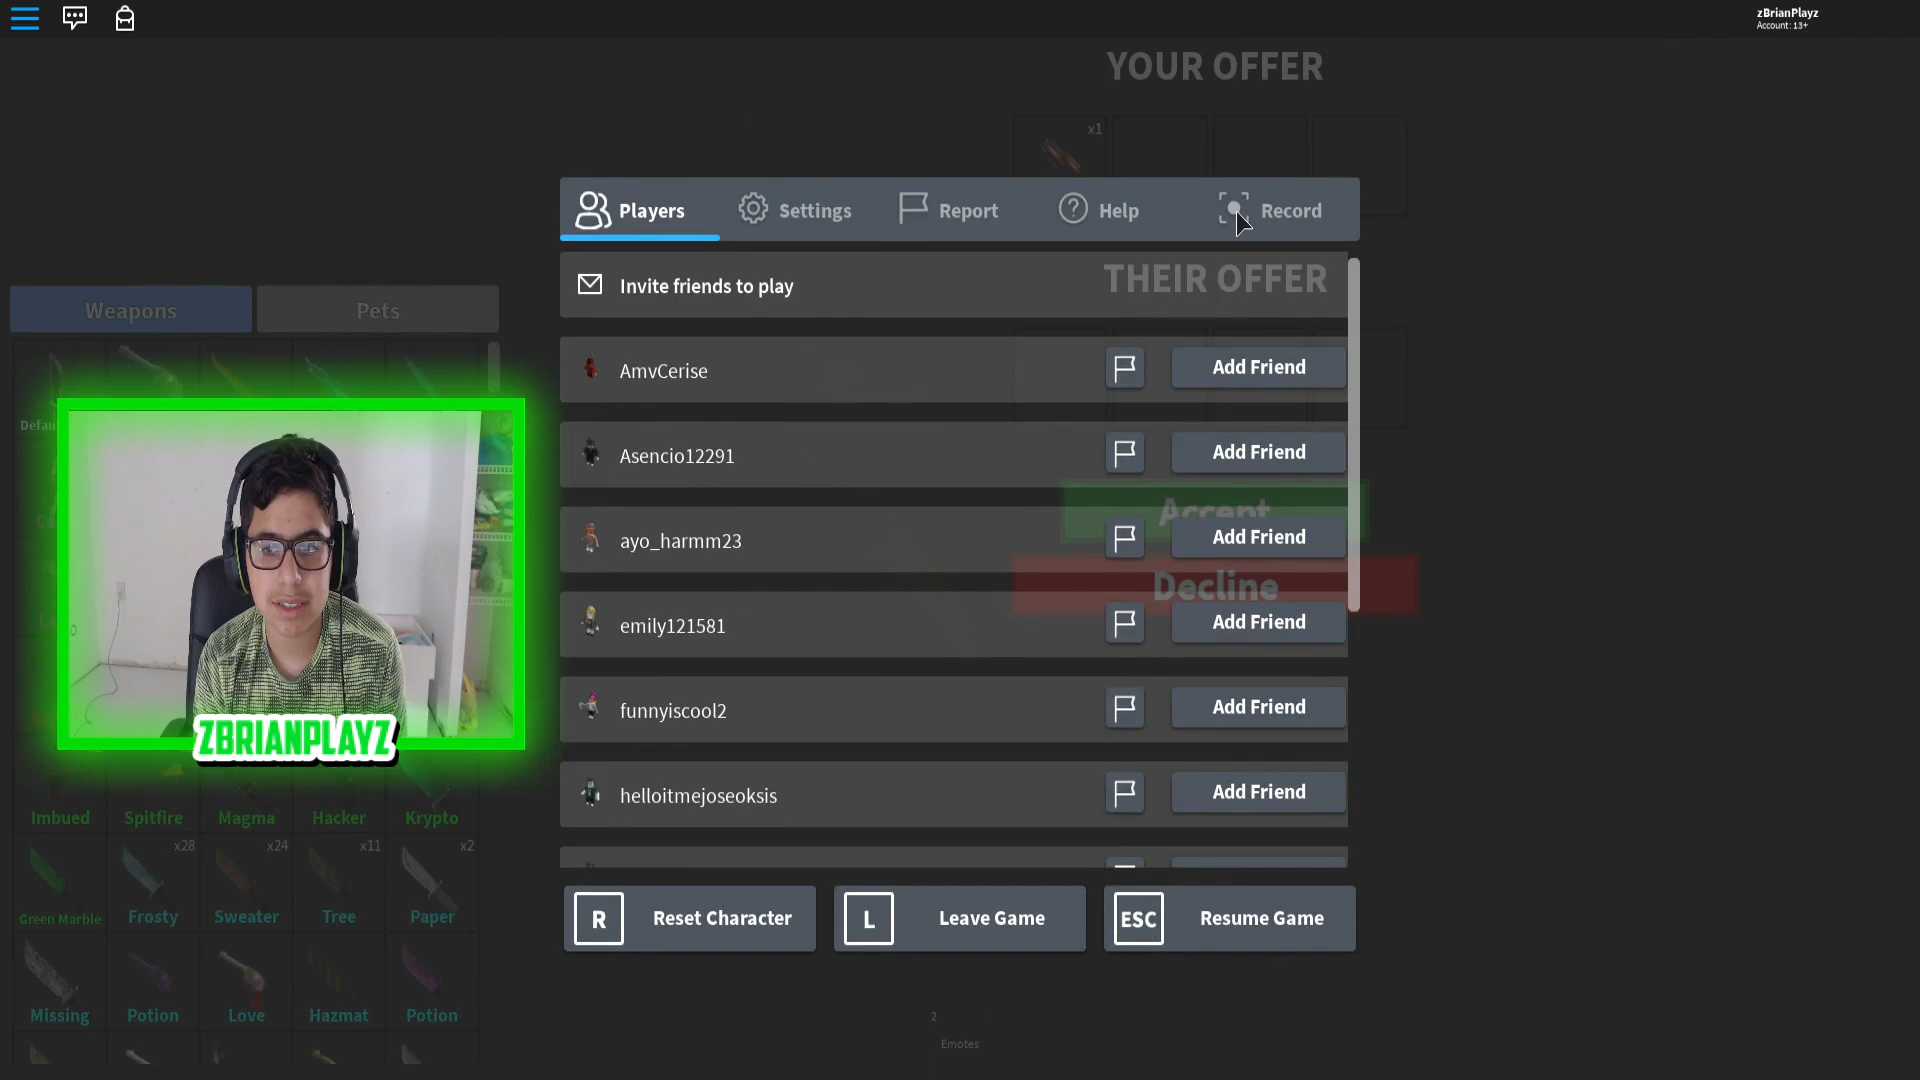 zBrianPlayz
Account: 13+
YOUR OFFER
x1
Players
Settings
Report
Help
Record
Invite friends to play
THEIR OFFER
Weapons
Pets
AmvCerise
Add Friend
Asencio12291
Add Friend
Accept
ayo_harmm23
Add Friend
Decline
emily121581
Add Friend
funnyiscool2
Add Friend
helloitmejoseoksis
Add Friend
ZBRIANPLAYZ
Imbued
Spitfire
Magma
Hacker
Krypto
x28
x24
x11
x2
Green Marble
Frosty
Sweater
Tree
Paper
Missing
Potion
Love
Hazmat
Potion
R
Reset Character
L
Leave Game
ESC
Resume Game
2
Emotes